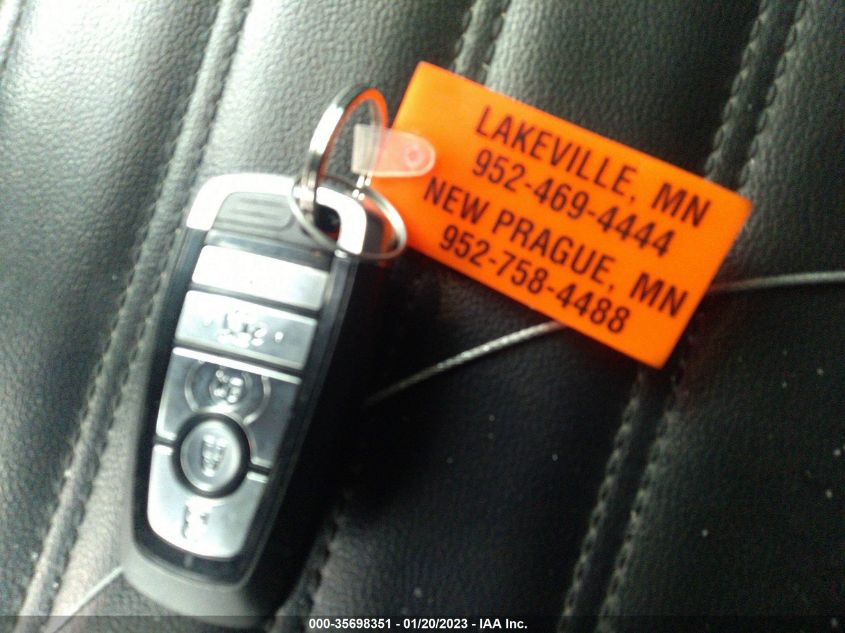 LAKEVILLE, MN
952-469-4444
NEW PRAGUE, MN
952-758-4488
000-35698351 - 01/20/2023 - IAA Inc.